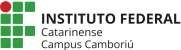 INSTITUTO FEDERAL
Catarinense
Campus Camboriú